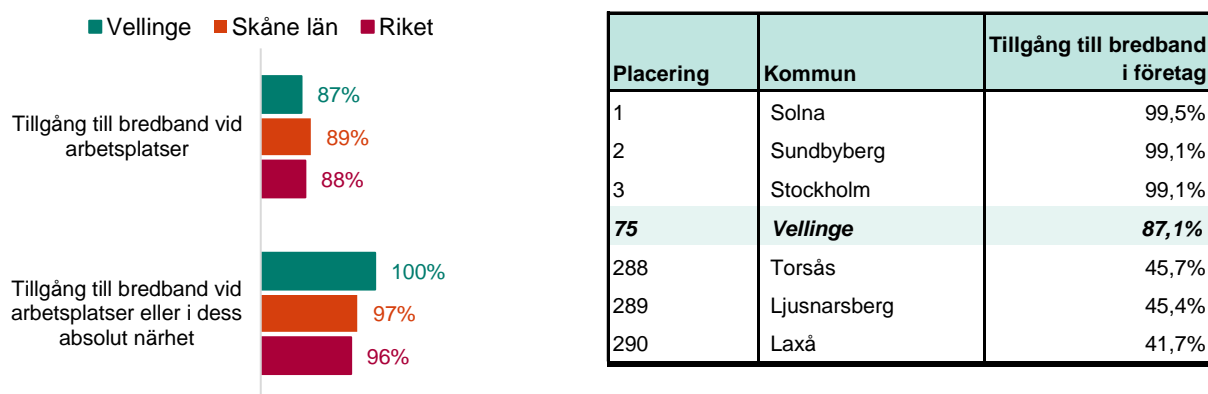 Vellinge Skåne län Riket
Tillgång till bredband vid
arbetsplatser
87%
89%
88%
Tillgång till bredband vid
arbetsplatser eller i dess
absolut närhet
100%
97%
96%
Placering Kommun Tillgång till bredband
i företag
1 Solna 99,5%
2 Sundbyberg 99,1%
3 Stockholm 99,1%
75 Vellinge 87,1%
288 Torsås 45,7%
289 Ljusnarsberg 45,4%
290 Laxå 41,7%